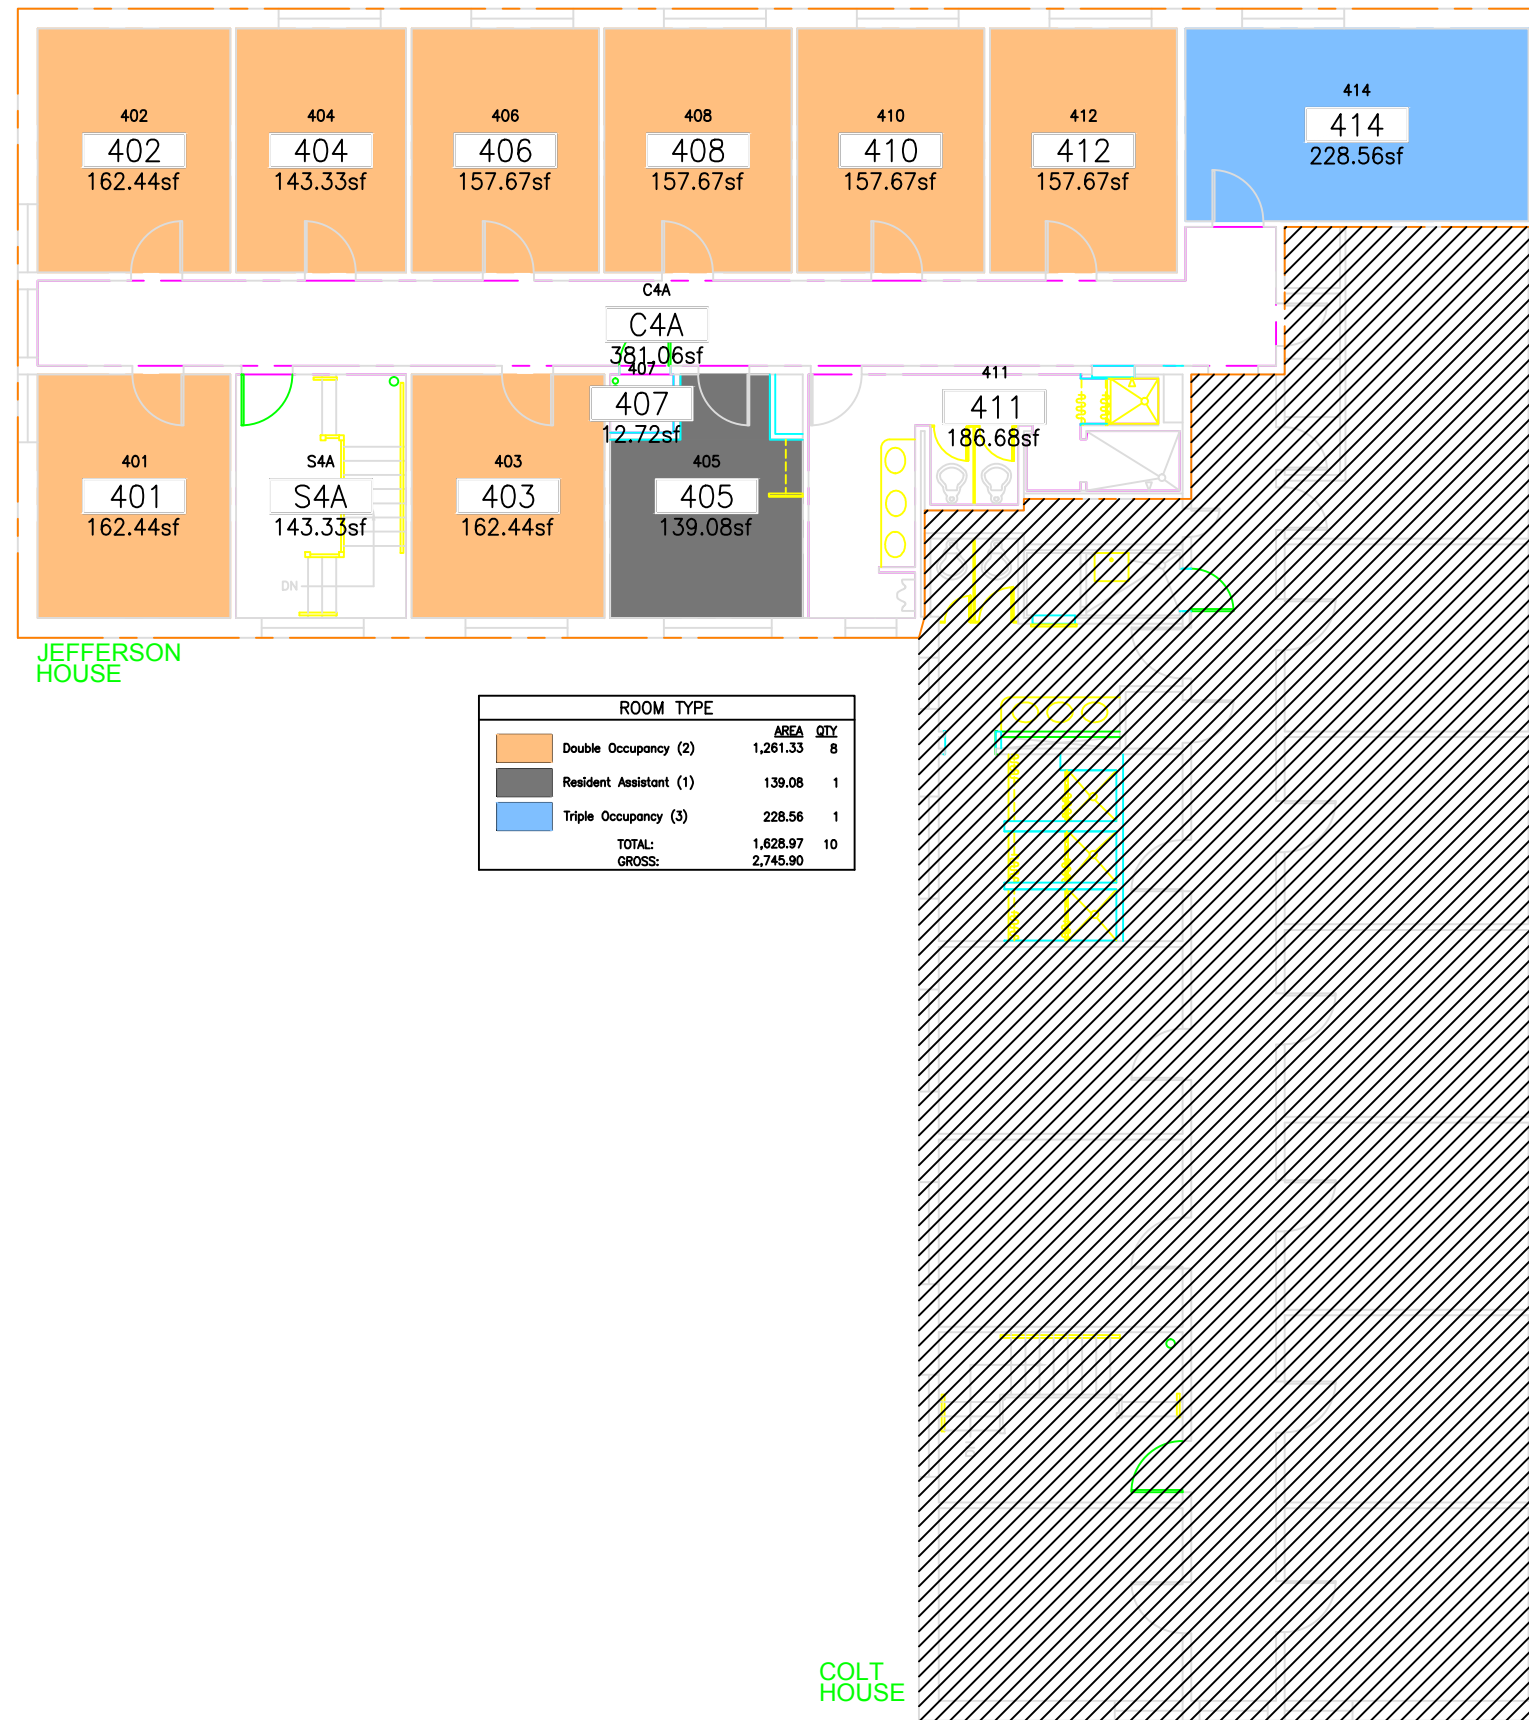 402
402
162.44sf
404
404
143.33sf
406
406
157.67sf
408
408
157.67sf
410
410
157.67sf
412
412
157.67sf
414
414
228.56sf
C4A
C4A
381.06sf
401
401
162.44sf
S4A
S4A
143.33sf
DN
403
403
162.44sf
407
407
12.72sf
405
405
139.08sf
411
411
186.68sf
JEFFERSON
HOUSE
ROOM TYPE
AREA QTY
Double Occupancy (2) 1,261.33 8
Resident Assistant (1) 139.08 1
Triple Occupancy (3) 228.56 1
TOTAL: 1,628.97 10
GROSS: 2,745.90
COLT
HOUSE